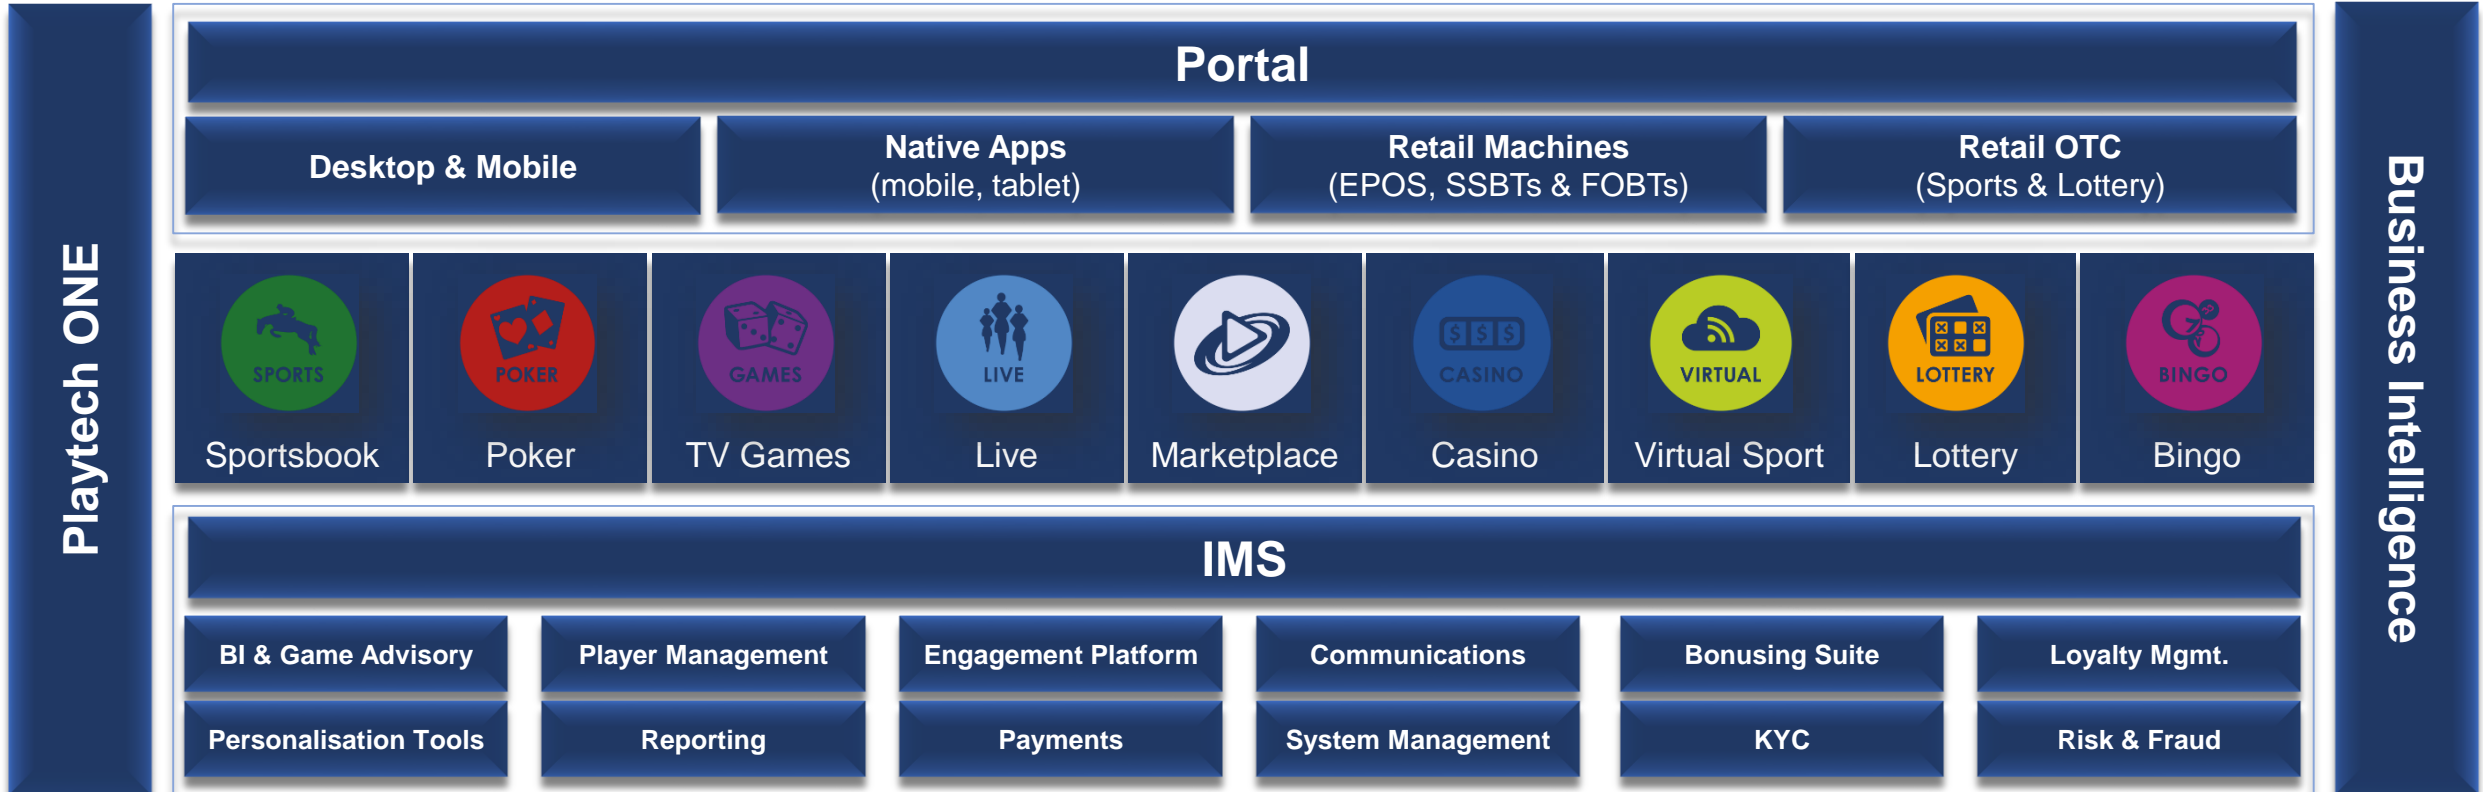 Playtech ONE
Portal
Desktop & Mobile
Native Apps
(mobile, tablet)
Retail Machines
(EPOS, SSBTs & FOBTs)
Retail OTC
(Sports & Lottery)
SPORTS
Sportsbook
POKER
Poker
GAMES
TV Games
LIVE
Live
Marketplace
$ $ $
CASINO
Casino
VIRTUAL
Virtual Sport
LOTTERY
Lottery
BINGO
Bingo
IMS
BI & Game Advisory
Player Management
Engagement Platform
Communications
Bonusing Suite
Loyalty Mgmt.
Personalisation Tools
Reporting
Payments
System Management
KYC
Risk & Fraud
Business Intelligence